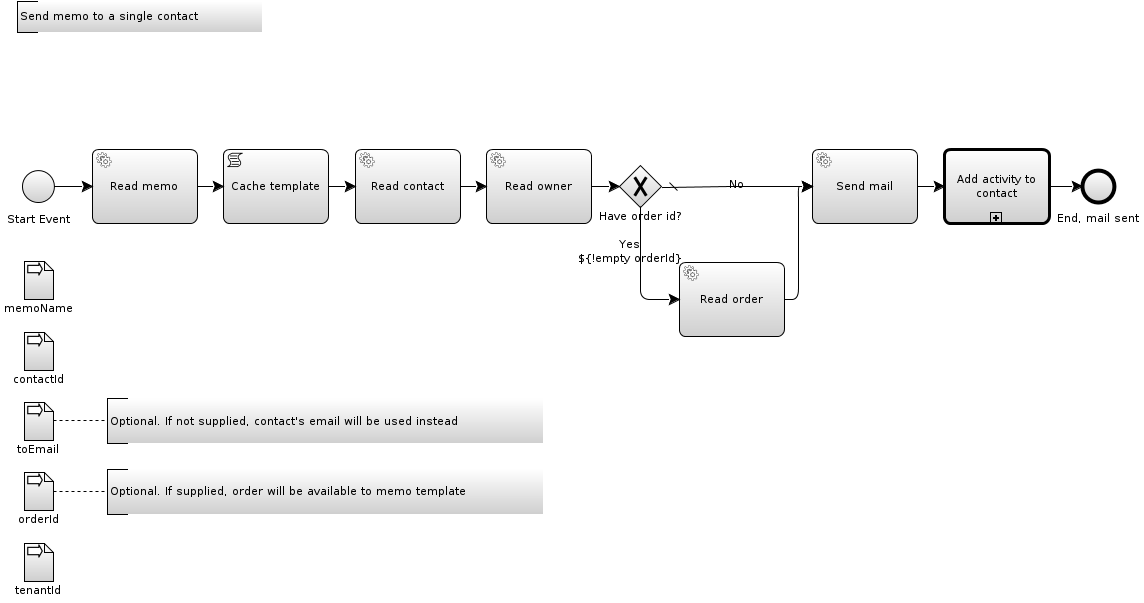 Send memo to a single contact
Read memo
Cache template
Read contact
Read owner
Send mail
Add activity to
contact
Start Event
Have order id?
No
End, mail sent
Yes
${!empty orderId}
Read order
memoName
contactId
toEmail
Optional. If not supplied, contact's email will be used instead
orderId
Optional. If supplied, order will be available to memo template
tenantId